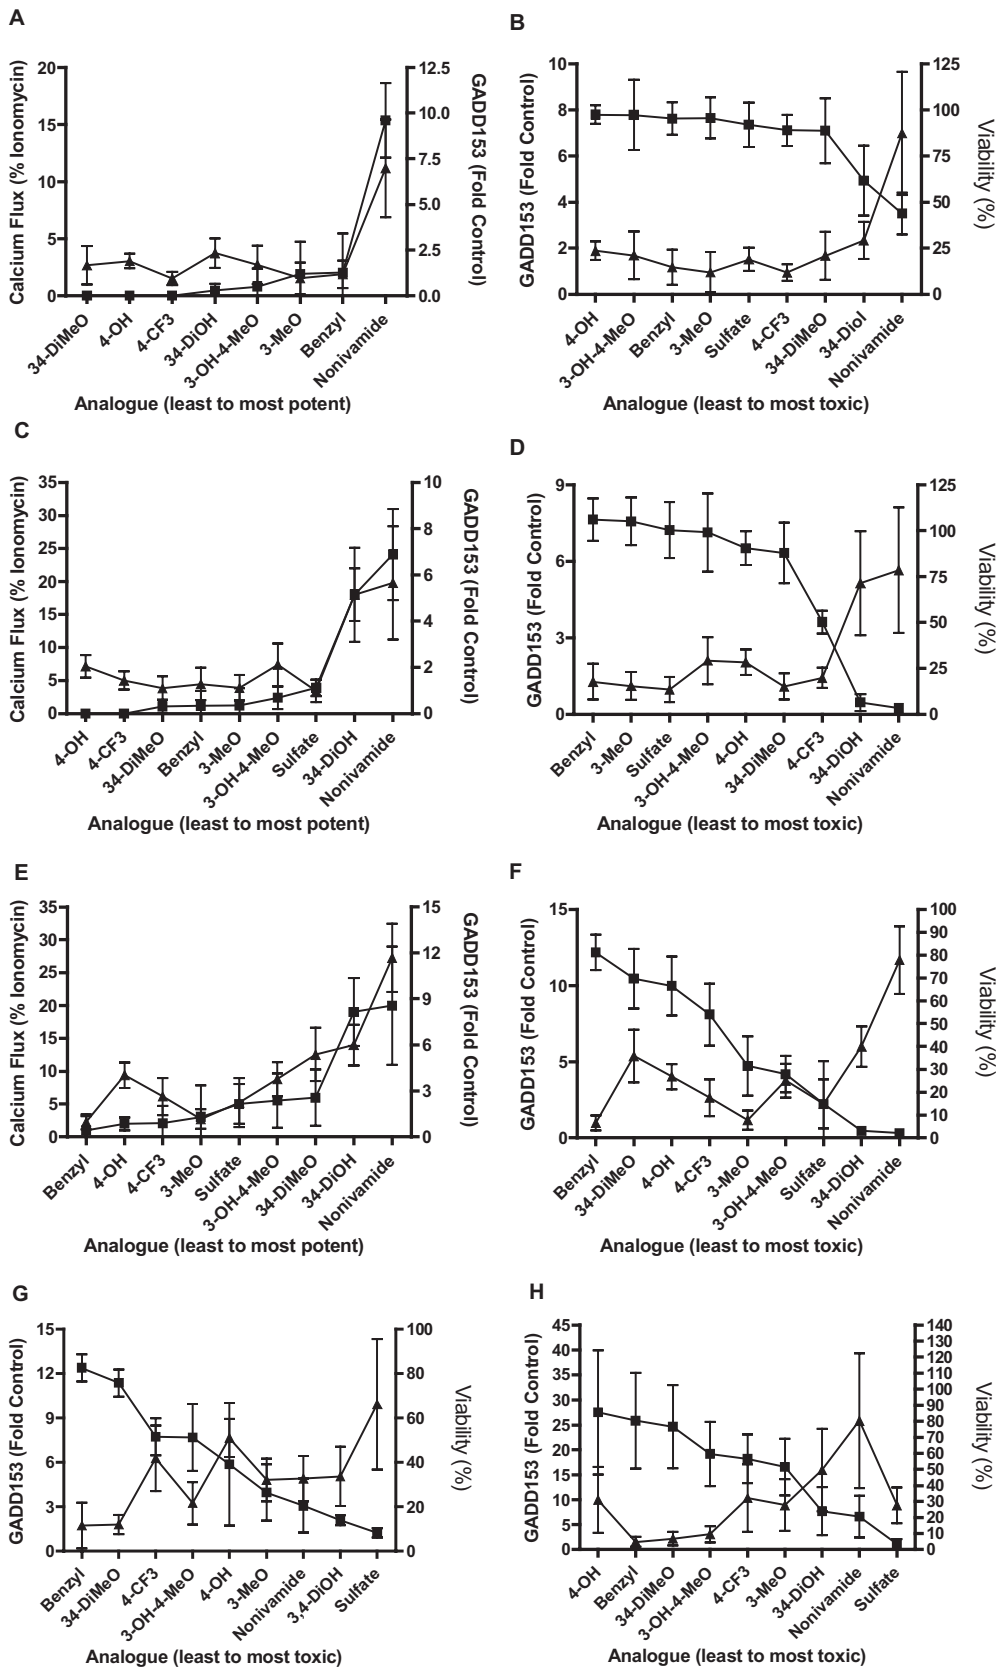 A
Calcium Flux (% Ionomycin)
20
15
10
5
0
12.5
10.0
7.5
5.0
2.5
0.0
GADD153 (Fold Control)
34-DiMeO
4-OH
4-CF3
34-DiOH
3-OH-4-MeO
3-MeO
Benzyl
Nonivamide
Analogue (least to most potent)
B
GADD153 (Fold Control)
10
8
6
4
2
0
125
100
75
50
25
0
Viability (%)
4-OH
3-OH-4-MeO
Benzyl
3-MeO
Sulfate
4-CF3
34-DiMeO
34-Diol
Nonivamide
Analogue (least to most toxic)
C
Calcium Flux (% Ionomycin)
35
30
25
20
15
10
5
0
10
8
6
4
2
0
GADD153 (Fold Control)
4-OH
4-CF3
34-DiMeO
Benzyl
3-MeO
3-OH-4-MeO
Sulfate
34-DiOH
Nonivamide
Analogue (least to most potent)
D
GADD153 (Fold Control)
9
6
3
0
125
100
75
50
25
0
Viability (%)
Benzyl
3-MeO
Sulfate
3-OH-4-MeO
4-OH
34-DiMeO
4-CF3
34-DiOH
Nonivamide
Analogue (least to most toxic)
E
Calcium Flux (% Ionomycin)
35
30
25
20
15
10
5
0
15
12
9
6
3
0
GADD153 (Fold Control)
Benzyl
4-OH
4-CF3
3-MeO
Sulfate
3-OH-4-MeO
34-DiMeO
34-DiOH
Nonivamide
Analogue (least to most potent)
F
GADD153 (Fold Control)
15
10
5
0
100
90
80
70
60
50
40
30
20
10
0
Viability (%)
Benzyl
34-DiMeO
4-OH
4-CF3
3-MeO
3-OH-4-MeO
Sulfate
34-DiOH
Nonivamide
Analogue (least to most toxic)
G
GADD153 (Fold Control)
15
12
9
6
3
0
100
80
60
40
20
0
Viability (%)
Benzyl
34-DiMeO
4-CF3
3-OH-4-MeO
4-OH
3-MeO
Nonivamide
3,4-DiOH
Sulfate
Analogue (least to most toxic)
H
GADD153 (Fold Control)
45
40
35
30
25
20
15
10
5
0
140
130
120
110
100
90
80
70
60
50
40
30
20
10
0
Viability (%)
4-OH
Benzyl
34-DiMeO
3-OH-4-MeO
4-CF3
3-MeO
34-DiOH
Nonivamide
Sulfate
Analogue (least to most toxic)